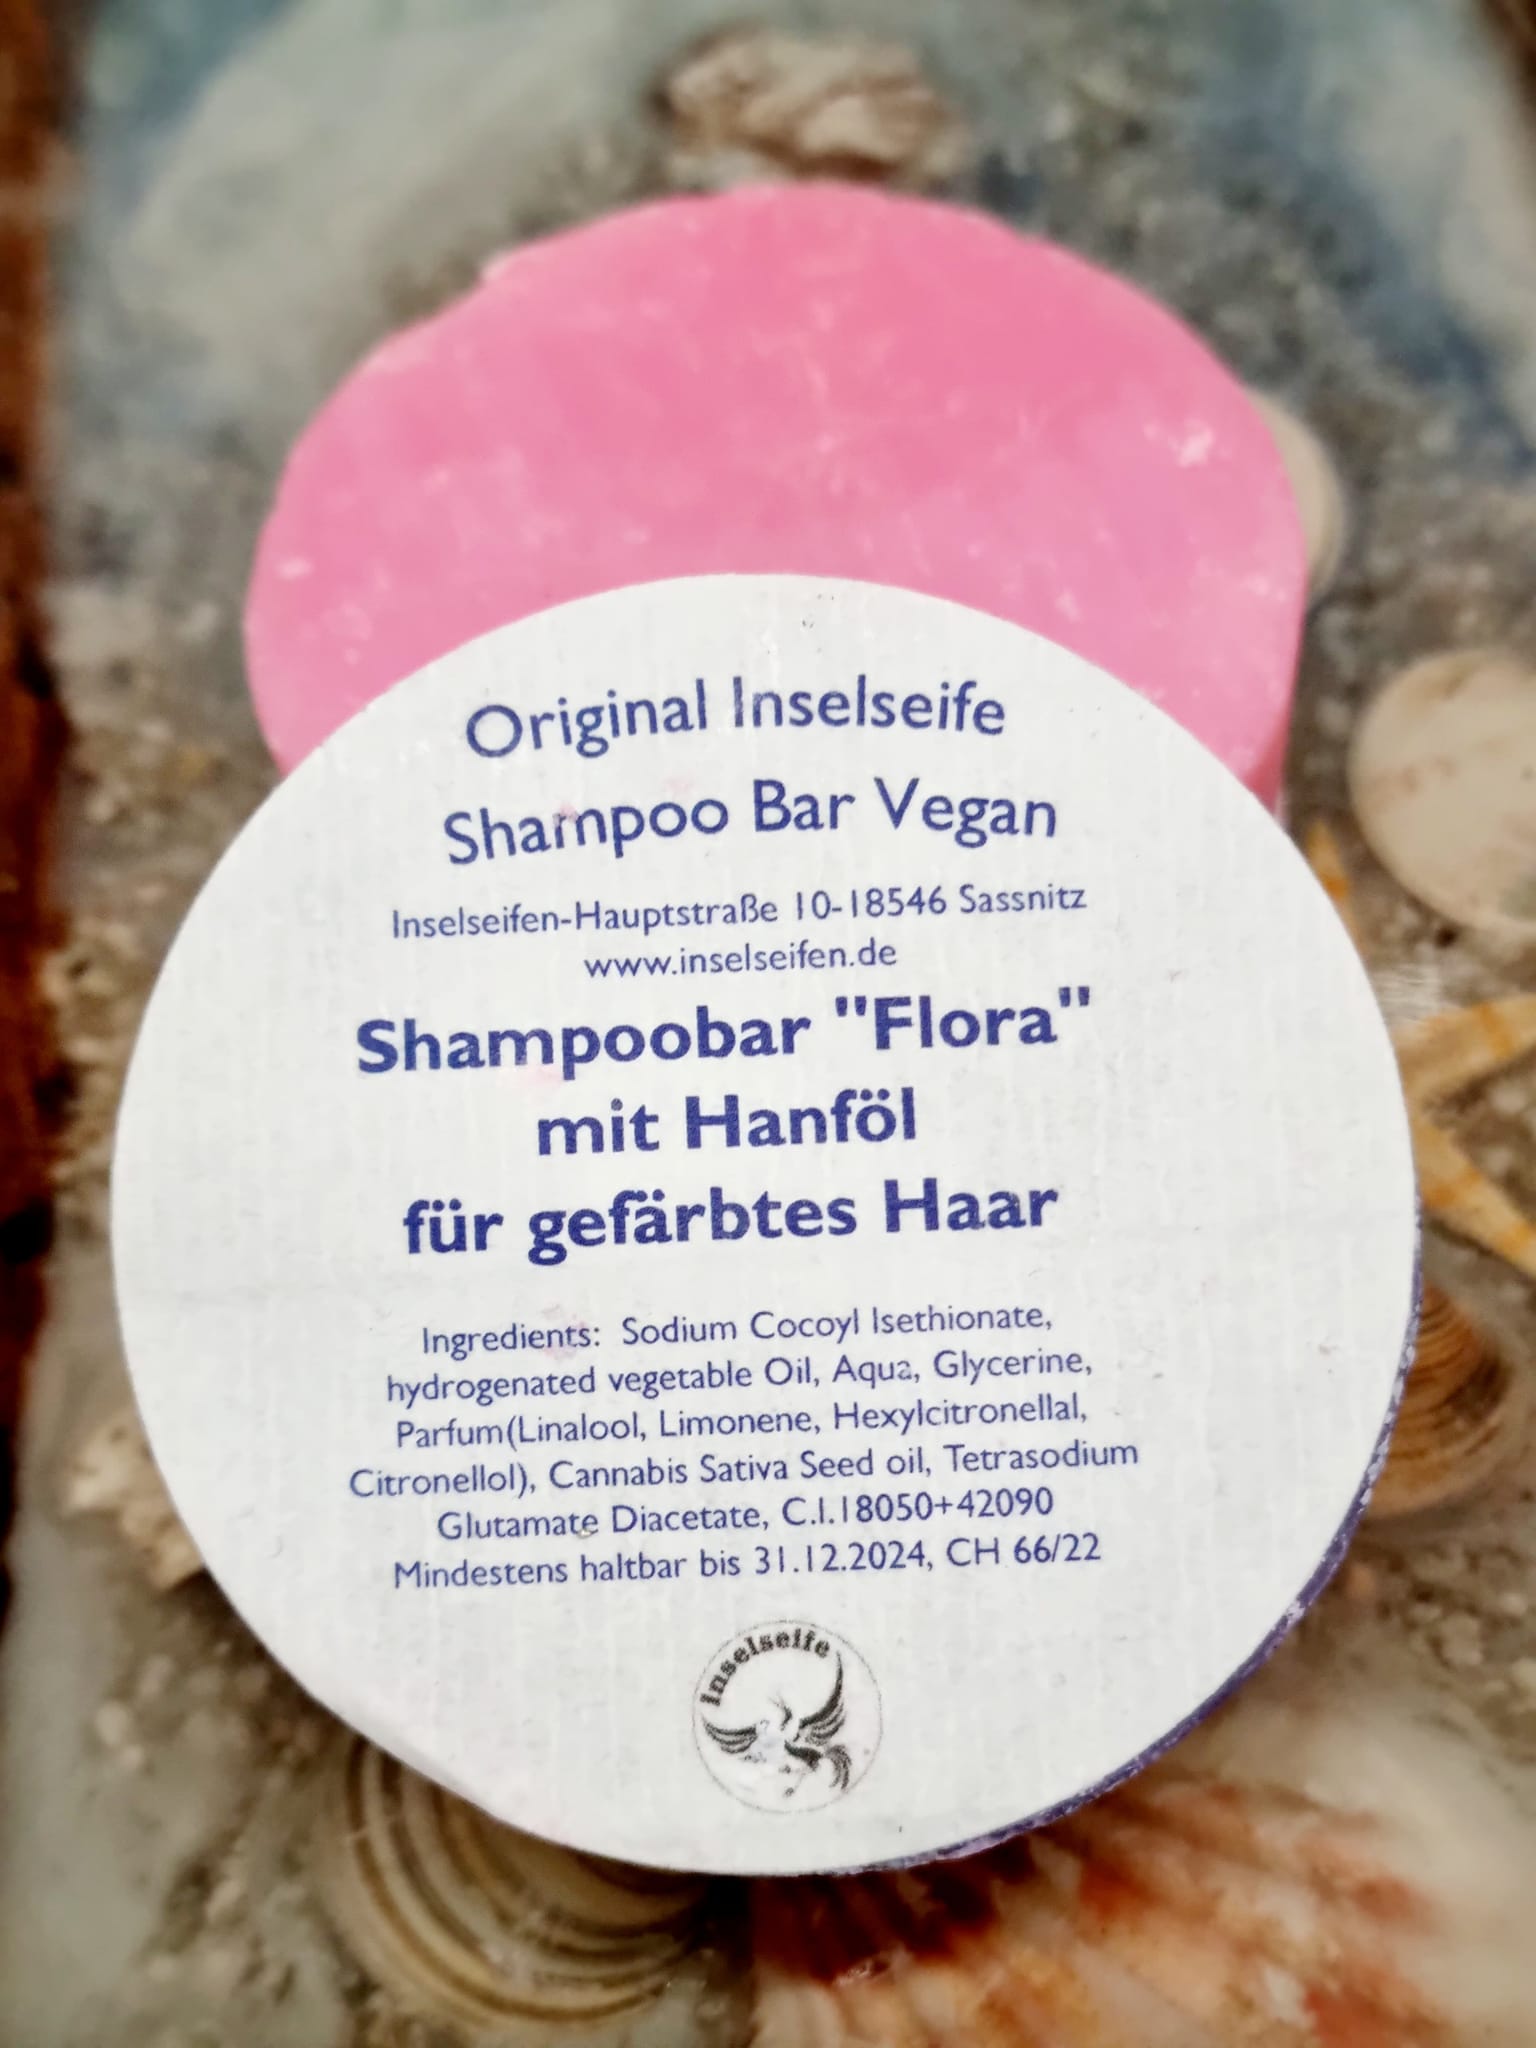 Original Inselseife
Shampoo Bar Vegan
Inselseifen-Hauptstraße 10-18546 Sassnitz
www.inselseifen.de
Shampoobar "Flora"
mit Hanföl
für gefärbtes Haar
Ingredients: Sodium Cocoyl Isethionate,
hydrogenated vegetable Oil, Aqua, Glycerine,
Parfum(Linalool, Limonene, Hexylcitronellal,
Citronellol), Cannabis Sativa Seed oil, Tetrasodium
Glutamate Diacetate, C.I.18050+42090
Mindestens haltbar bis 31.12.2024, CH 66/22
Inselseife